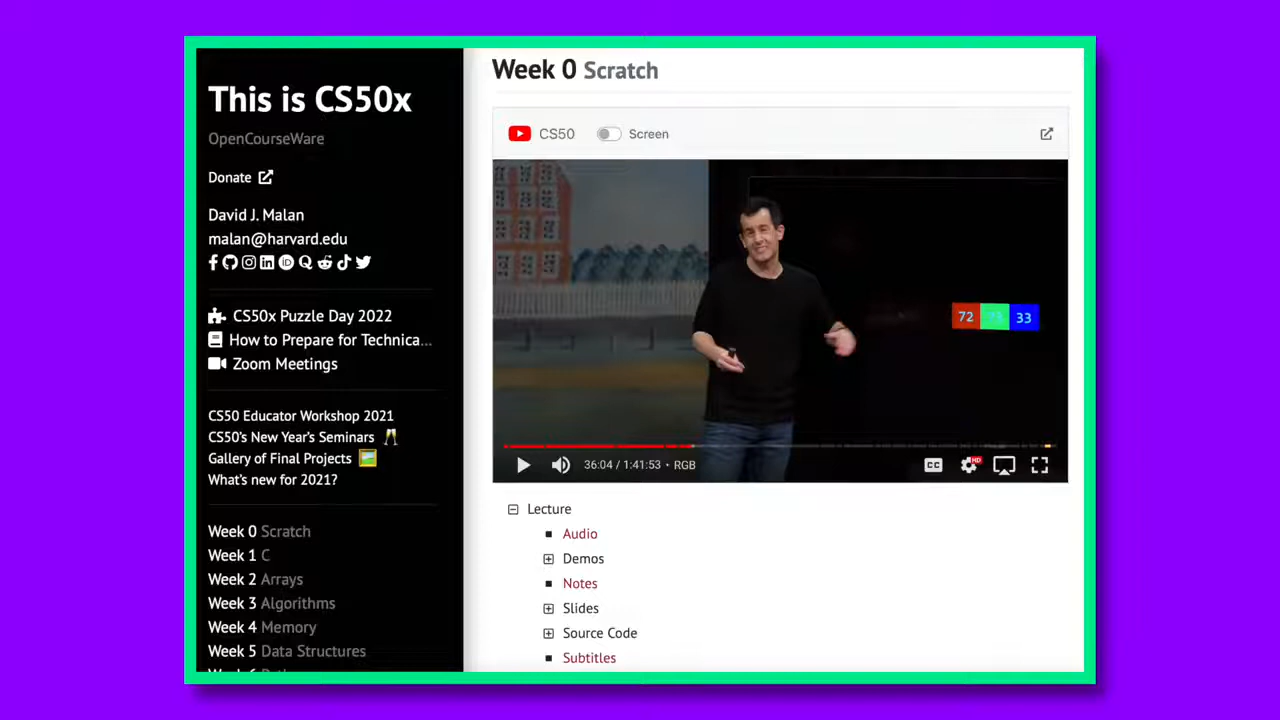 This is CS50x
OpenCourseWare
Donate
David J. Malan
malan@harvard.edu
CS50x Puzzle Day 2022
How to Prepare for Technica...
Zoom Meetings
CS50 Educator Workshop 2021
CS50's New Year's Seminars
Gallery of Final Projects
What's new for 2021?
Week 0 Scratch
Week 1 C
Week 2 Arrays
Week 3 Algorithms
Week 4 Memory
Week 5 Data Structures
Week 0 Scratch
CS50 Screen
72
33
36:04 / 1:41:53 • RGB
CC
HD
Lecture
Audio
Demos
Notes
Slides
Source Code
Subtitles